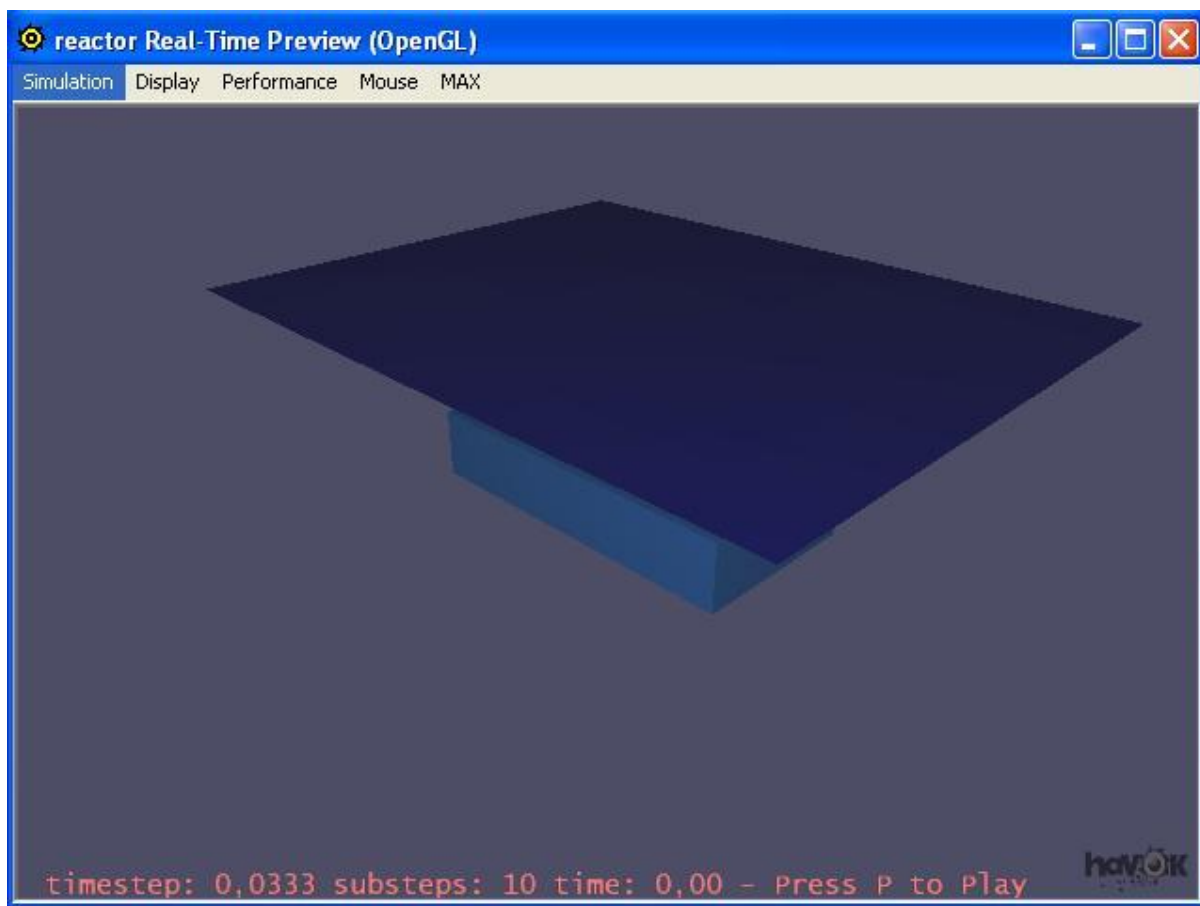 reactor Real-Time Preview (OpenGL)
Simulation Display Performance Mouse MAX
havok
timestep: 0,0333 substeps: 10 time: 0,00 - Press P to Play